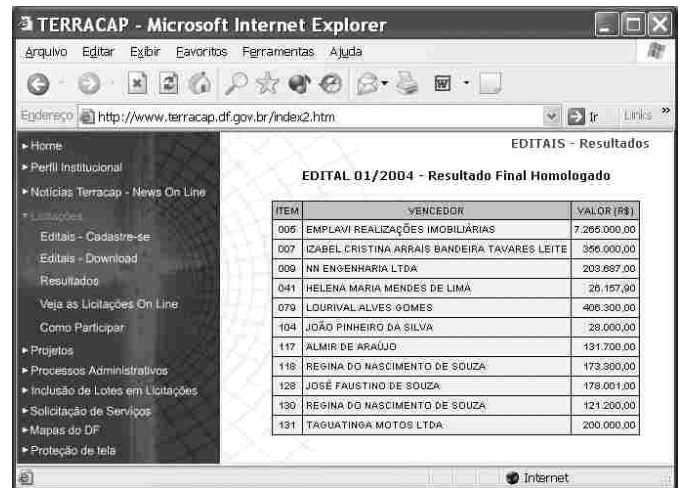 TERRACAP - Microsoft Internet Explorer
Arquivo Editar Exibir Favoritos Ferramentas Ajuda
Endereço http://www.terracap.df.gov.br/index2.htm Ir Links »
Home
Perfil Institucional
Notícias Terracap - News On Line
Licitações
Editais - Cadastre-se
Editais - Download
Resultados
Veja as Licitações On Line
Como Participar
Projetos
Processos Administrativos
Inclusão de Lotes em Licitações
Solicitação de Serviços
Mapas do DF
Proteção de tela
EDITAIS - Resultados
EDITAL 01/2004 - Resultado Final Homologado
ITEM VENCEDOR VALOR (R$)
005 EMPLAVI REALIZAÇÕES IMOBILIÁRIAS 7.265.000,00
007 IZABEL CRISTINA ARRAIS BANDEIRA TAVARES LEITE 356.000,00
009 NN ENGENHARIA LTDA 203.687,00
041 HELENA MARIA MENDES DE LIMA 26.157,90
079 LOURIVAL ALVES GOMES 406.300,00
104 JOÃO PINHEIRO DA SILVA 28.000,00
117 ALMIR DE ARAÚJO 131.700,00
118 REGINA DO NASCIMENTO DE SOUZA 173.300,00
128 JOSÉ FAUSTINO DE SOUZA 178.001,00
130 REGINA DO NASCIMENTO DE SOUZA 121.200,00
131 TAGUATINGA MOTOS LTDA 200.000,00
Internet